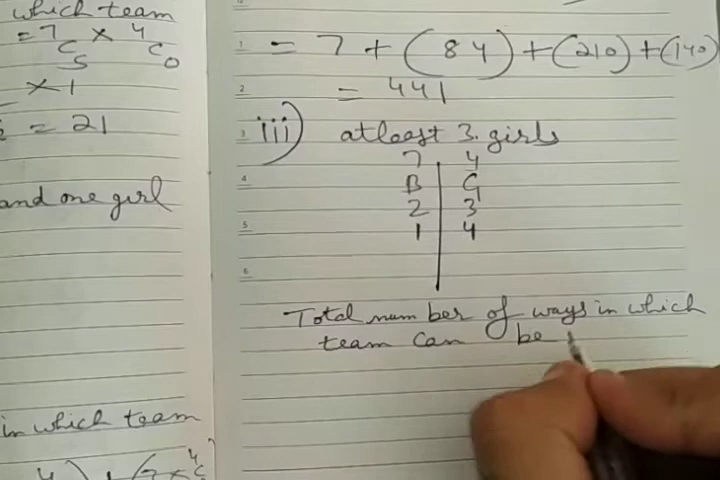 which team
= 7C5 × 4C0
× 1
= 21
and one girl
in which team
= 7 + (84) + (210) + (140)
= 441
iii) atleast 3. girls
7 4
B G
2 3
1 4
Total number of ways in which
team can be